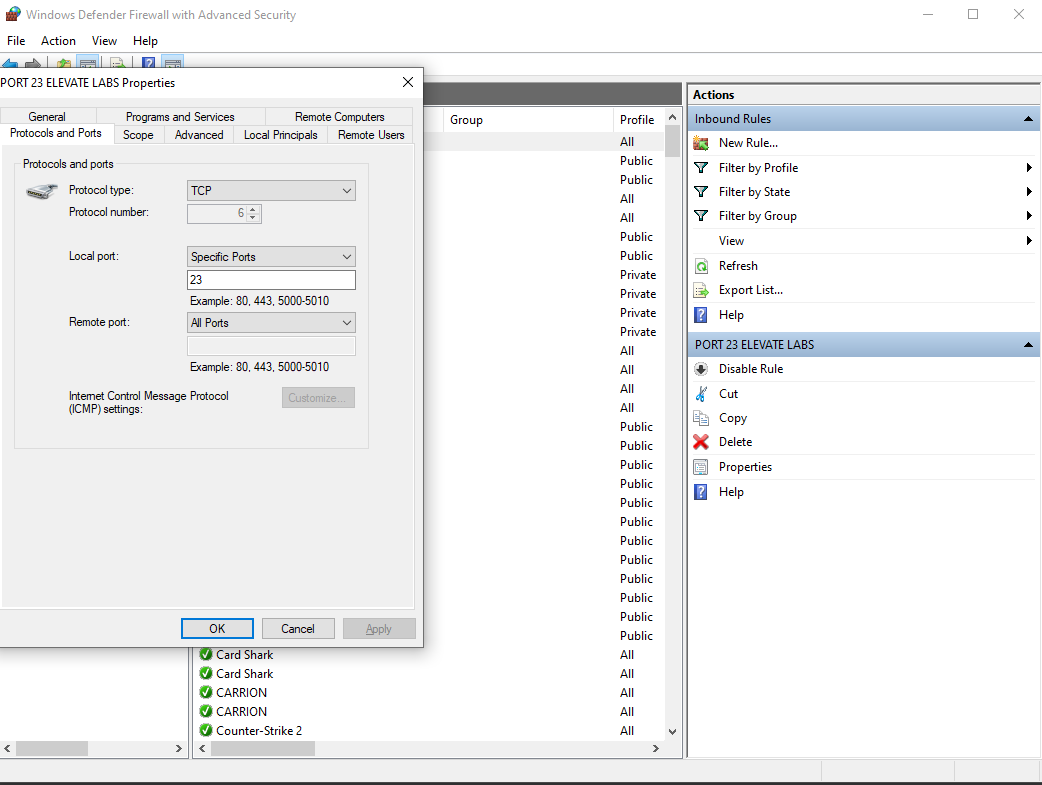 Windows Defender Firewall with Advanced Security
File Action View Help
PORT 23 ELEVATE LABS Properties
General Programs and Services Remote Computers
Protocols and Ports Scope Advanced Local Principals Remote Users
Protocols and ports
Protocol type: TCP
Protocol number: 6
Local port: Specific Ports
23
Example: 80, 443, 5000-5010
Remote port: All Ports
Example: 80, 443, 5000-5010
Internet Control Message Protocol
(ICMP) settings:
Customize...
OK Cancel Apply
Group Profile
All
Public
Public
All
All
Public
Public
Private
Private
Private
Private
All
All
All
All
Public
Public
Public
Public
Public
Public
Public
Public
Public
Public
Public
Public
Card Shark All
Card Shark All
CARRION All
CARRION All
Counter-Strike 2 All
Actions
Inbound Rules
New Rule...
Filter by Profile
Filter by State
Filter by Group
View
Refresh
Export List...
Help
PORT 23 ELEVATE LABS
Disable Rule
Cut
Copy
Delete
Properties
Help